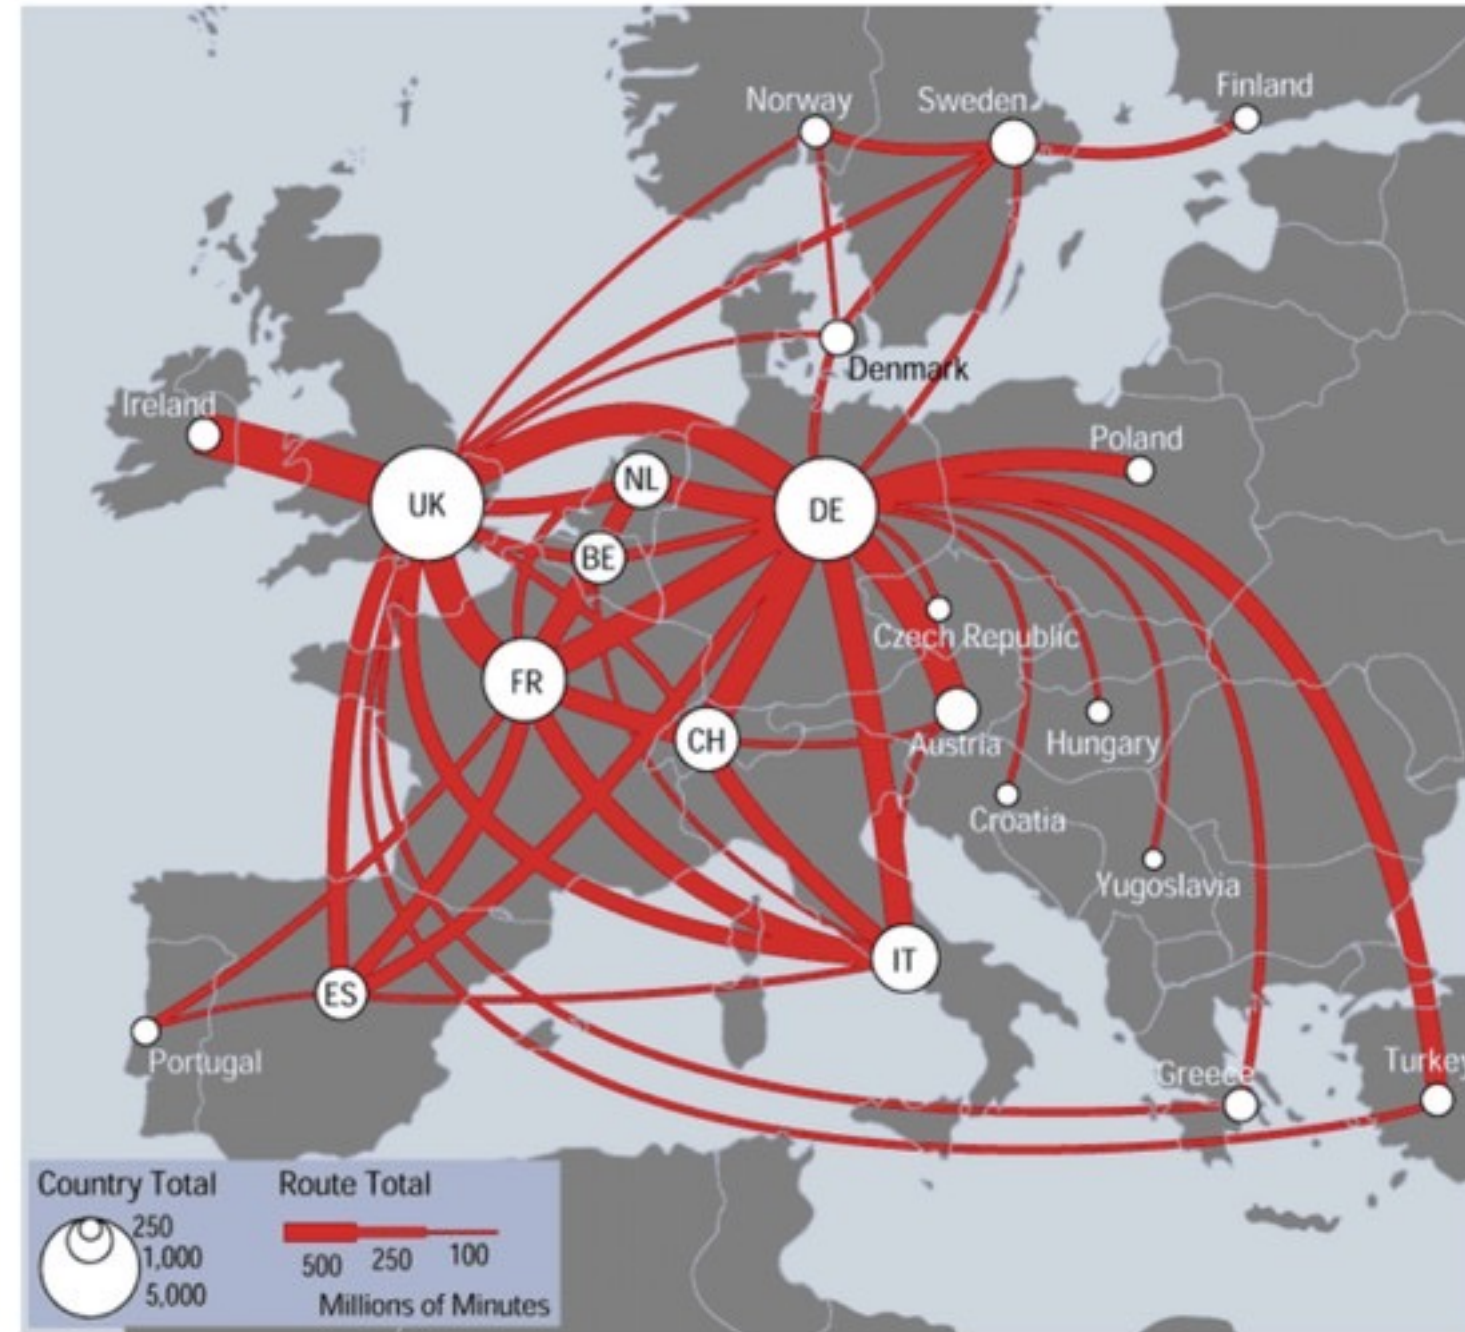 Norway
Sweden
Finland
Denmark
Ireland
Poland
NL
UK
DE
BE
Czech Republic
FR
CH
Austria
Hungary
Croatia
Yugoslavia
IT
ES
Portugal
Greece
Turkey
Country Total
250
1,000
5,000
Route Total
500
250
100
Millions of Minutes